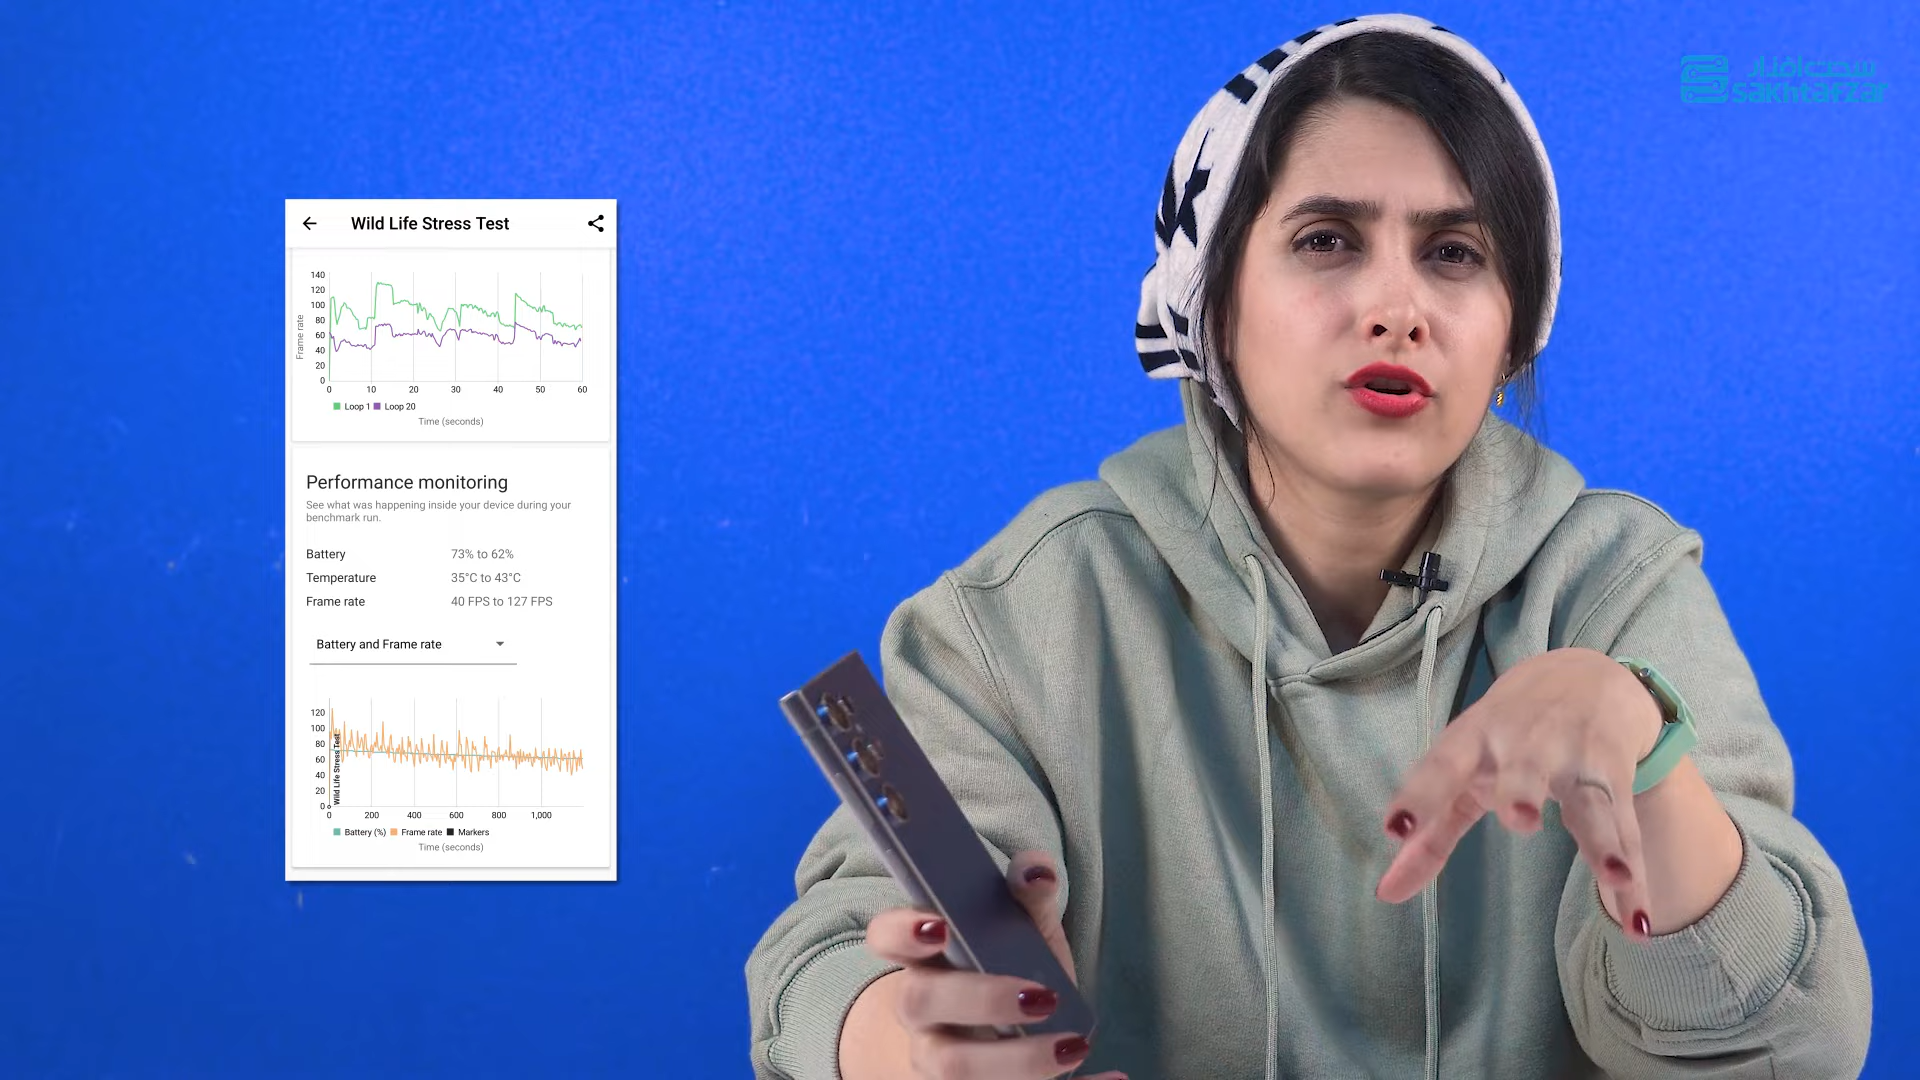 سخت‌افزار
sakhtafzar
Wild Life Stress Test
140
120
100
80
60
40
20
0
Frame rate
0 10 20 30 40 50 60
Loop 1 Loop 20
Time (seconds)
Performance monitoring
See what was happening inside your device during your
benchmark run.
Battery 73% to 62%
Temperature 35°C to 43°C
Frame rate 40 FPS to 127 FPS
Battery and Frame rate
120
100
80
60
40
20
0
Wild Life Stress Test
0 200 400 600 800 1,000
Battery (%) Frame rate Markers
Time (seconds)